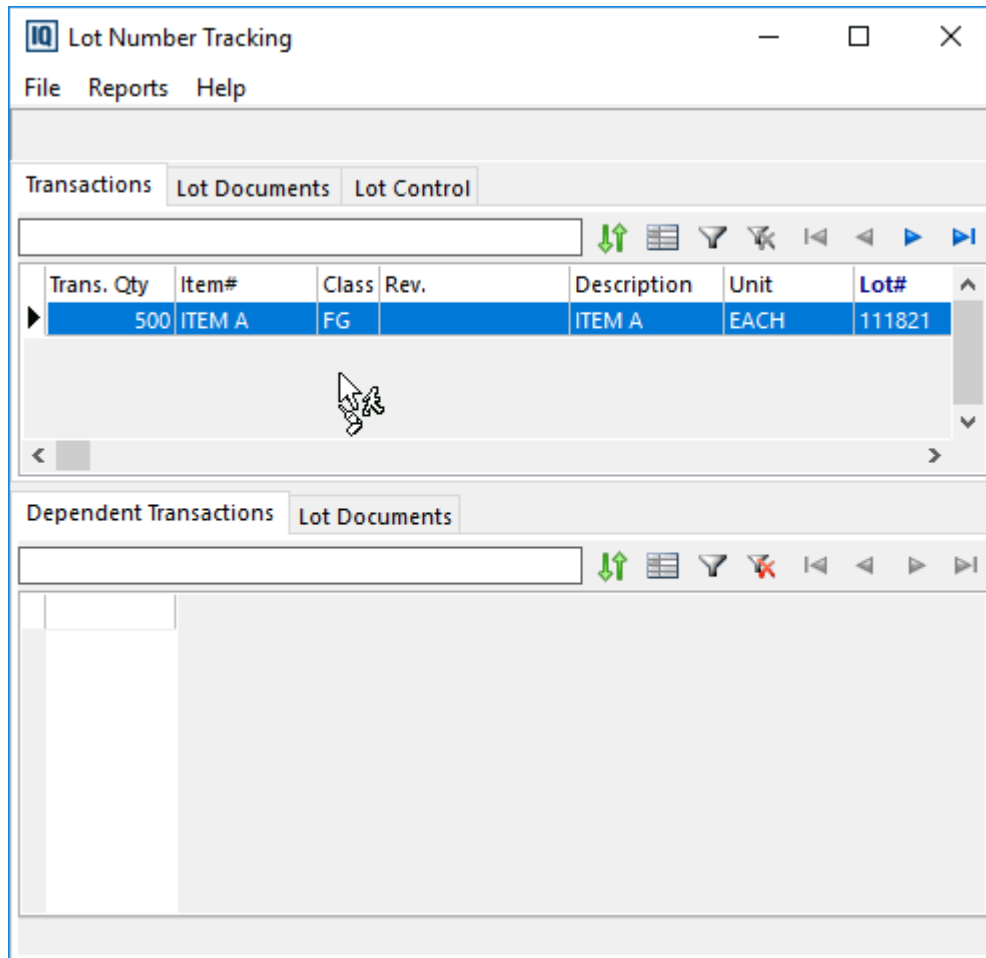 IQ Lot Number Tracking
File Reports Help
Transactions Lot Documents Lot Control
Trans. Qty Item# Class Rev. Description Unit Lot#
500 ITEM A FG ITEM A EACH 111821
Dependent Transactions Lot Documents